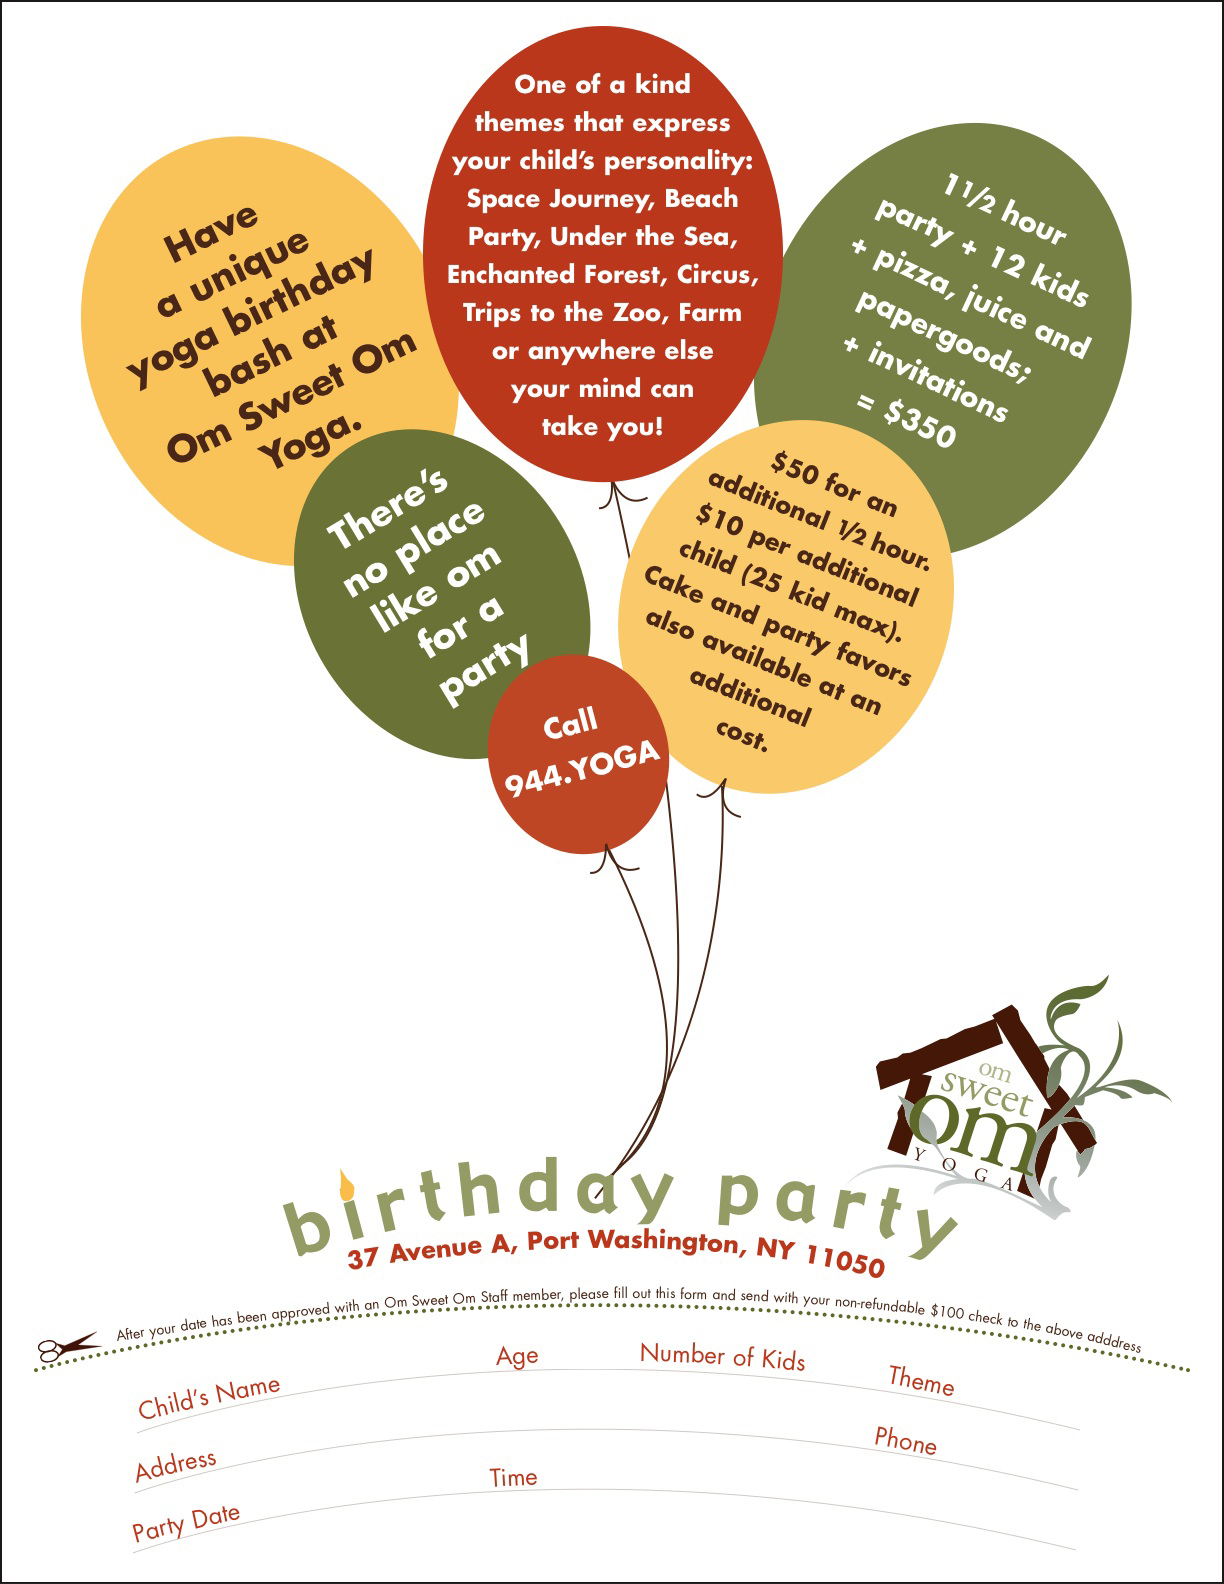 One of a kind
themes that express
your child's personality:
Space Journey, Beach
Party, Under the Sea,
Enchanted Forest, Circus,
Trips to the Zoo, Farm
or anywhere else
your mind can
take you!
Have
a unique
yoga birthday
bash at
Om Sweet Om
Yoga.
1 1/2 hour
party + 12 kids
+ pizza, juice and
papergoods;
+ invitations
= $350
There's
no place
like om
for a
party
$50 for an
additional 1/2 hour.
$10 per additional
child (25 kid max).
Cake and party favors
also available at an
additional
cost.
Call
944.YOGA
om
sweet
om
YOGA
birthday party
37 Avenue A, Port Washington, NY 11050
After your date has been approved with an Om Sweet Om Staff member, please fill out this form and send with your non-refundable $100 check to the above adddress
Child's Name Age Number of Kids Theme
Address Phone
Party Date Time